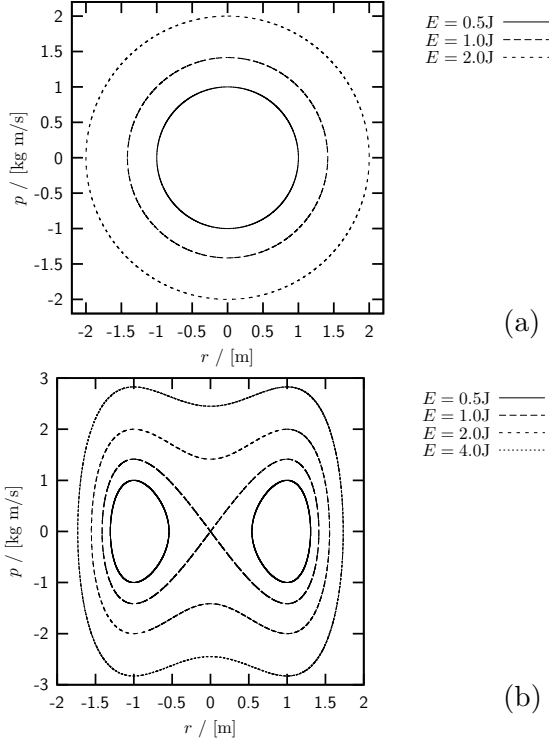 E = 0.5J
E = 1.0J
E = 2.0J
2
1.5
1
0.5
0
-0.5
-1
-1.5
-2
p / [kg m/s]
-2 -1.5 -1 -0.5 0 0.5 1 1.5 2
r / [m]
(a)
E = 0.5J
E = 1.0J
E = 2.0J
E = 4.0J
3
2
1
0
-1
-2
-3
p / [kg m/s]
-2 -1.5 -1 -0.5 0 0.5 1 1.5 2
r / [m]
(b)